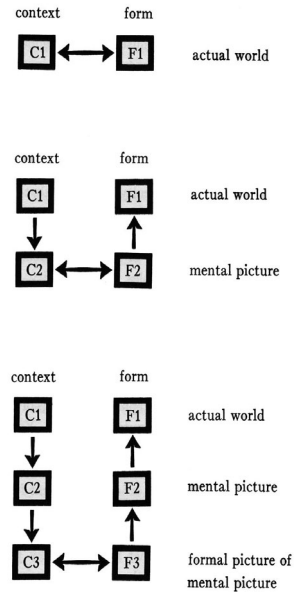 context form
C1 F1 actual world
context form
C1 F1 actual world
C2 F2 mental picture
context form
C1 F1 actual world
C2 F2 mental picture
C3 F3 formal picture of
mental picture